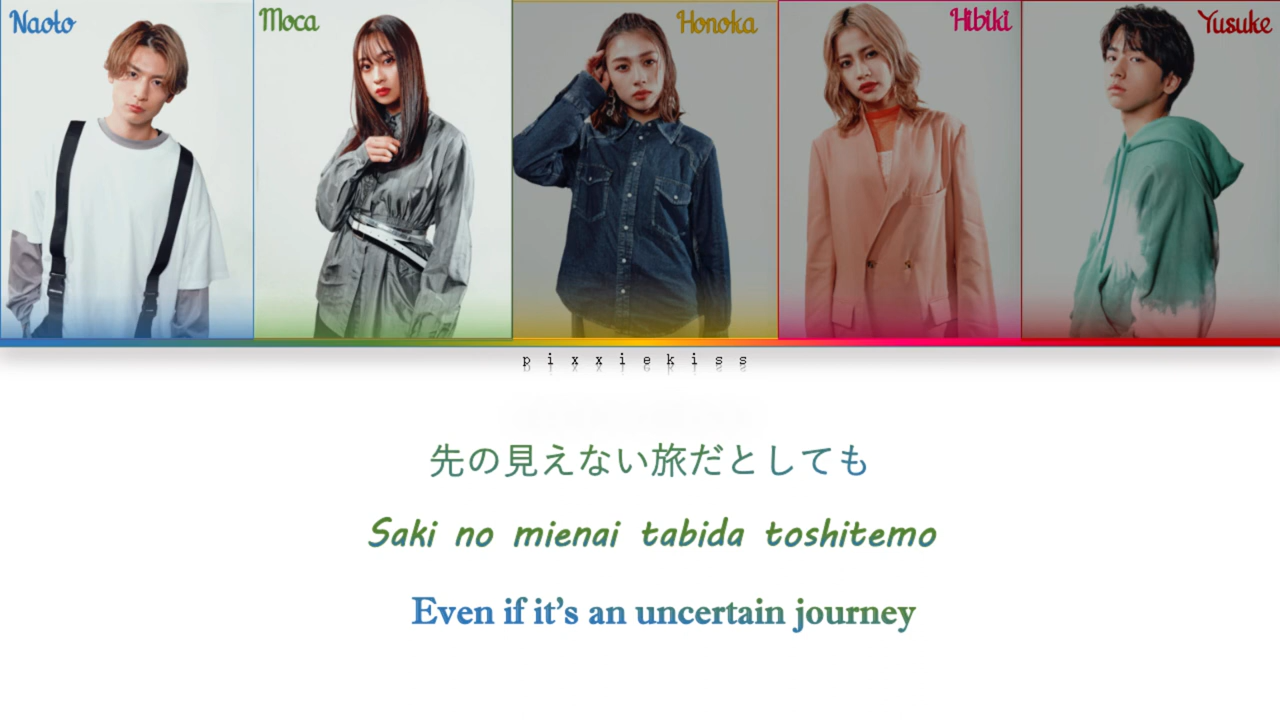 Naoto
Moca
Honoka
Hibiki
Yusuke
pixxiekiss
先の見えない旅だとしても
Saki no mienai tabida toshitemo
Even if it's an uncertain journey